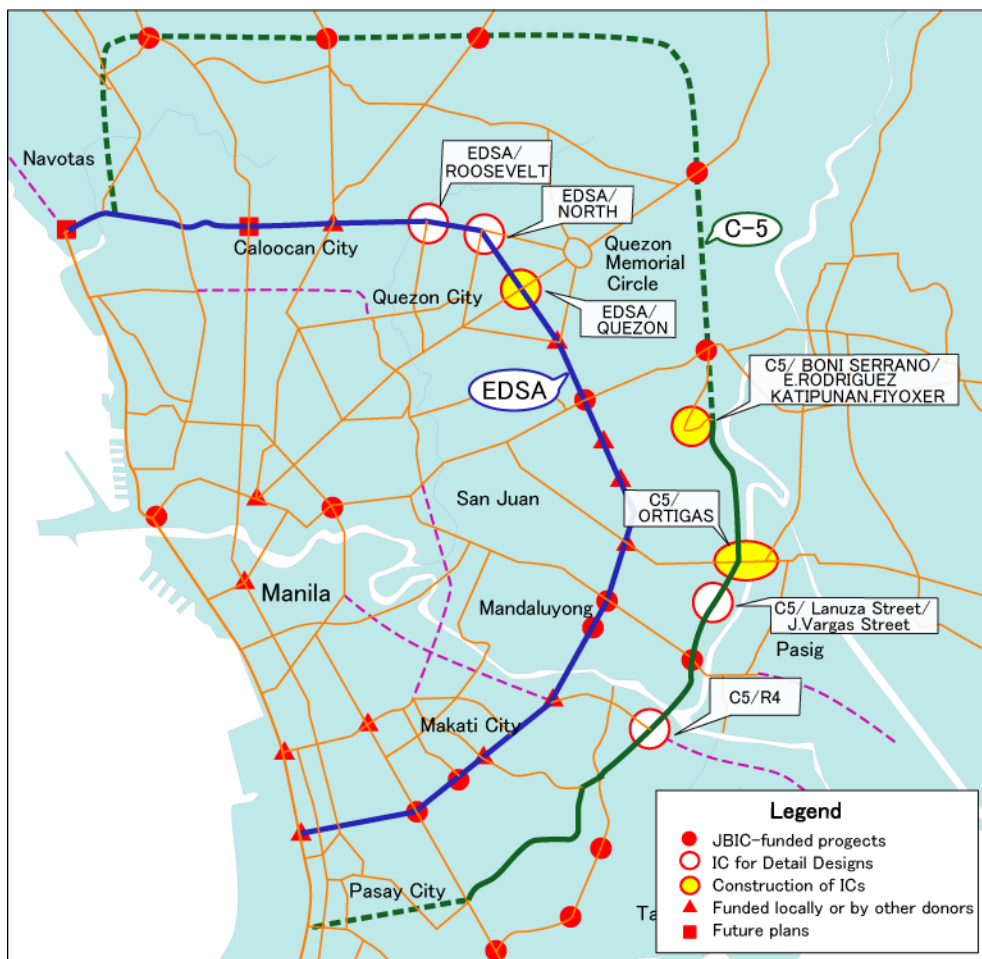 EDSA/
ROOSEVELT
EDSA/
NORTH
Navotas
C-5
Caloocan City
Quezon
Memorial
Circle
Quezon City
EDSA/
QUEZON
C5/ BONI SERRANO/
E.RODRIGUEZ
KATIPUNAN.FIYOXER
EDSA
San Juan
C5/
ORTIGAS
Manila
Mandaluyong
C5/ Lanuza Street/
J.Vargas Street
Pasig
C5/R4
Makati City
Pasay City
Ta
Legend
JBIC-funded progects
IC for Detail Designs
Construction of ICs
Funded locally or by other donors
Future plans